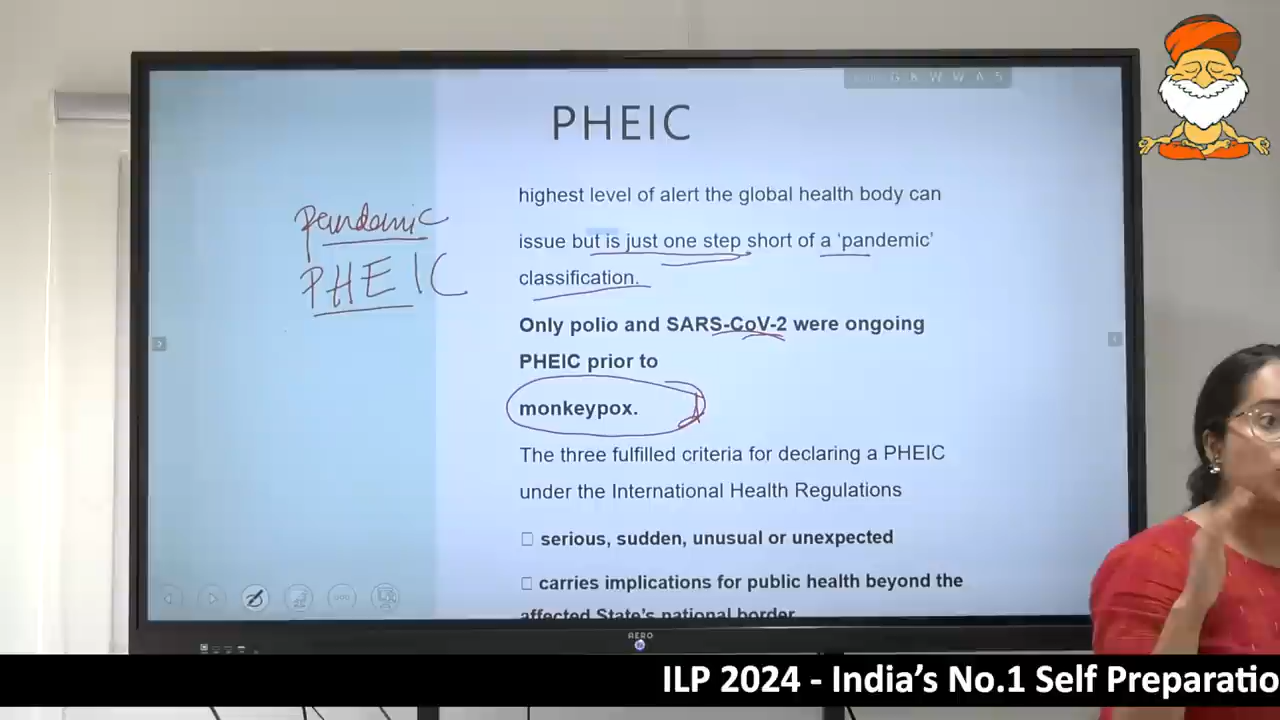 G K W W A 5
PHEIC
pandemic
PHEIC
highest level of alert the global health body can
issue but is just one step short of a 'pandemic'
classification.
Only polio and SARS-CoV-2 were ongoing
PHEIC prior to
monkeypox.
The three fulfilled criteria for declaring a PHEIC
under the International Health Regulations
□ serious, sudden, unusual or unexpected
□ carries implications for public health beyond the
affected State's national border
AERO
ILP 2024 - India's No.1 Self Preparatio